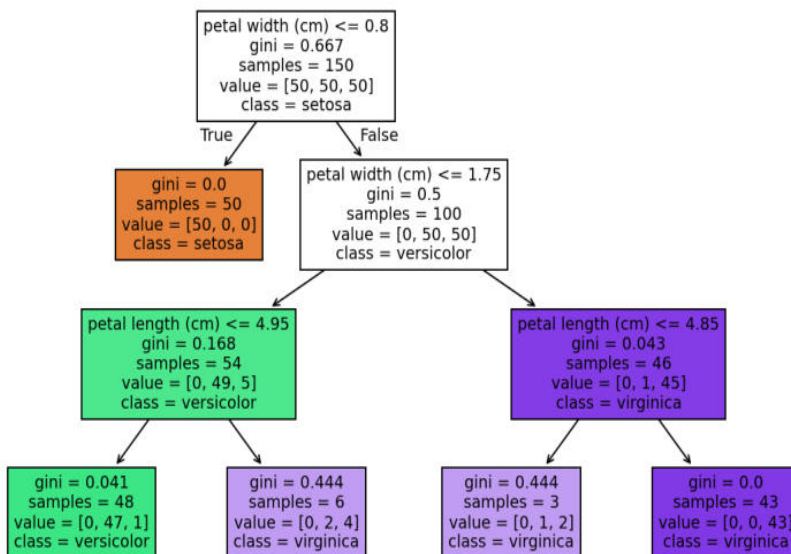 petal width (cm) <= 0.8
gini = 0.667
samples = 150
value = [50, 50, 50]
class = setosa
True
False
gini = 0.0
samples = 50
value = [50, 0, 0]
class = setosa
petal width (cm) <= 1.75
gini = 0.5
samples = 100
value = [0, 50, 50]
class = versicolor
petal length (cm) <= 4.95
gini = 0.168
samples = 54
value = [0, 49, 5]
class = versicolor
petal length (cm) <= 4.85
gini = 0.043
samples = 46
value = [0, 1, 45]
class = virginica
gini = 0.041
samples = 48
value = [0, 47, 1]
class = versicolor
gini = 0.444
samples = 6
value = [0, 2, 4]
class = virginica
gini = 0.444
samples = 3
value = [0, 1, 2]
class = virginica
gini = 0.0
samples = 43
value = [0, 0, 43]
class = virginica